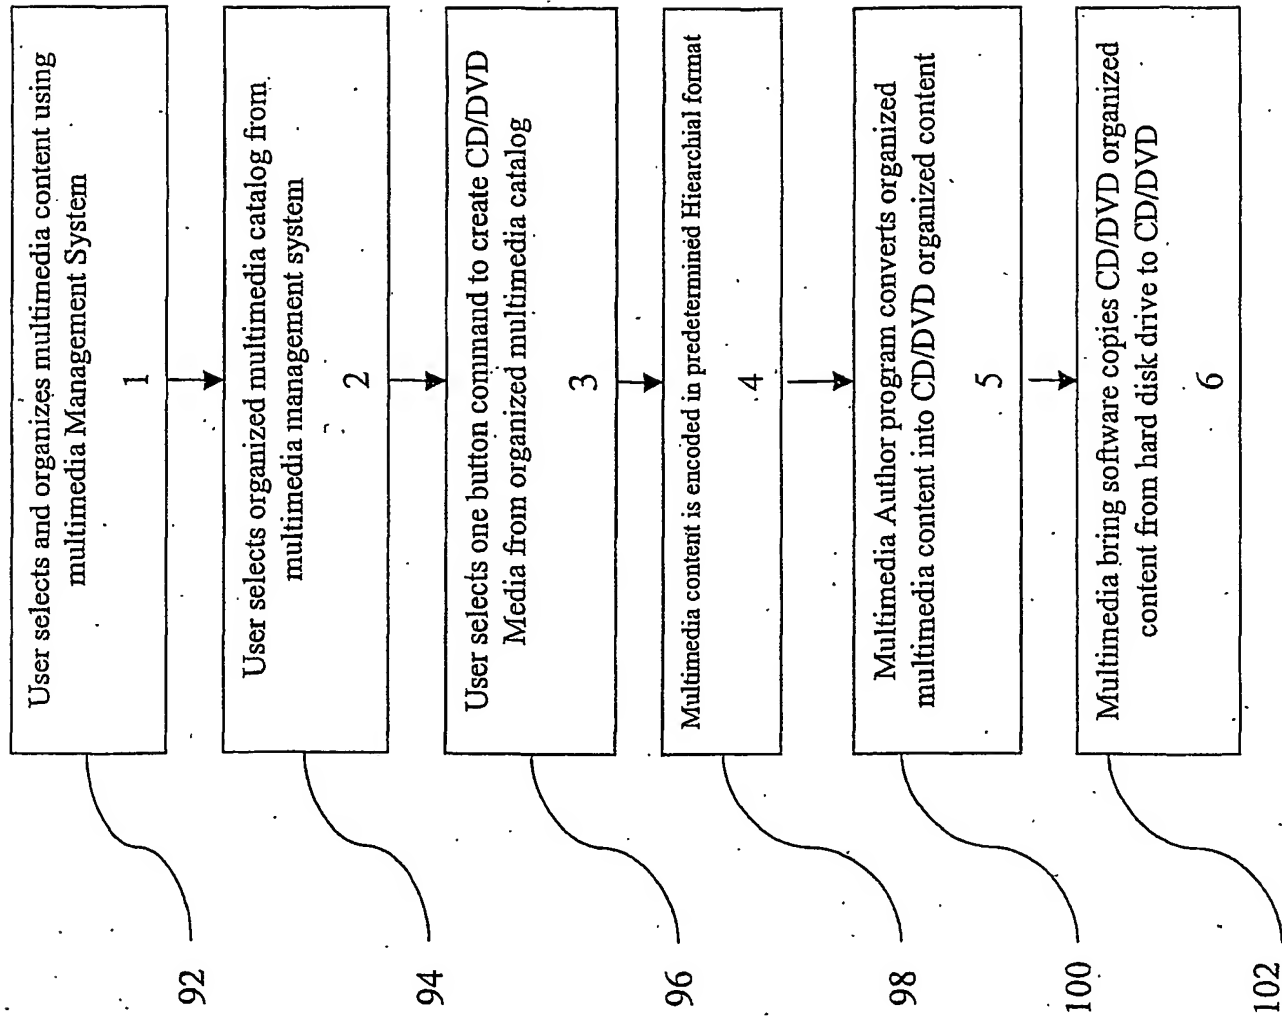 User selects and organizes multimedia content using
multimedia Management System
1
92
User selects organized multimedia catalog from
multimedia management system
2
94
User selects one button command to create CD/DVD
Media from organized multimedia catalog
3
96
Multimedia content is encoded in predetermined Hiearchial format
4
98
Multimedia Author program converts organized
multimedia content into CD/DVD organized content
5
100
Multimedia bring software copies CD/DVD organized
content from hard disk drive to CD/DVD
6
102